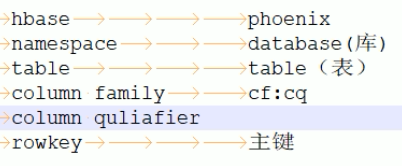 hbase phoenix
namespace database(库)
table table（表）
column family cf:cq
column quliafier
rowkey 主键